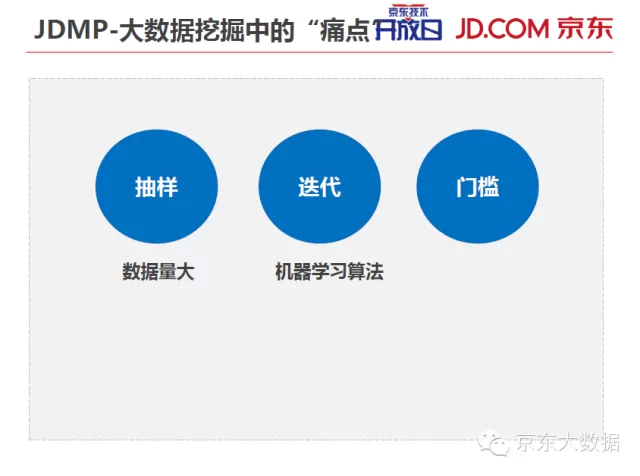 JDMP-大数据挖掘中的“痛点”
京东技术
开放日
JD.COM 京东
抽样
迭代
门槛
数据量大
机器学习算法
京东大数据